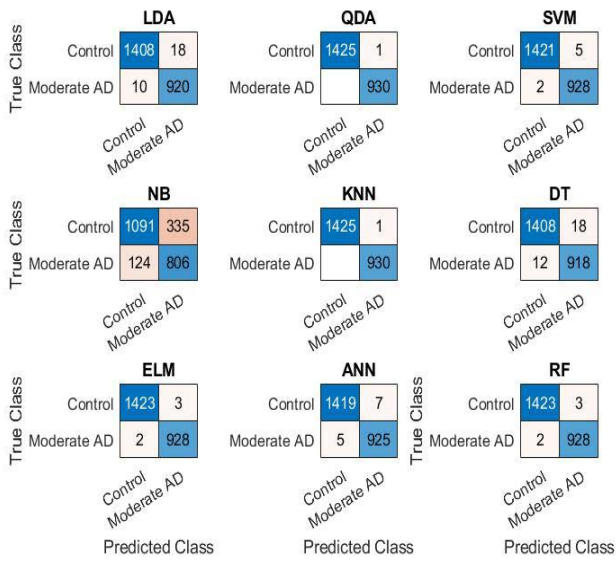 LDA QDA SVM
True Class
Control 1408 18 Control 1425 1 Control 1421 5
Moderate AD 10 920 Moderate AD 930 Moderate AD 2 928
Control Moderate AD Control Moderate AD Control Moderate AD
NB KNN DT
True Class
Control 1091 335 Control 1425 1 Control 1408 18
Moderate AD 124 806 Moderate AD 930 Moderate AD 12 918
Control Moderate AD Control Moderate AD Control Moderate AD
ELM ANN RF
True Class True Class
Control 1423 3 Control 1419 7 Control 1423 3
Moderate AD 2 928 Moderate AD 5 925 Moderate AD 2 928
Control Moderate AD Control Moderate AD Control Moderate AD
Predicted Class Predicted Class Predicted Class